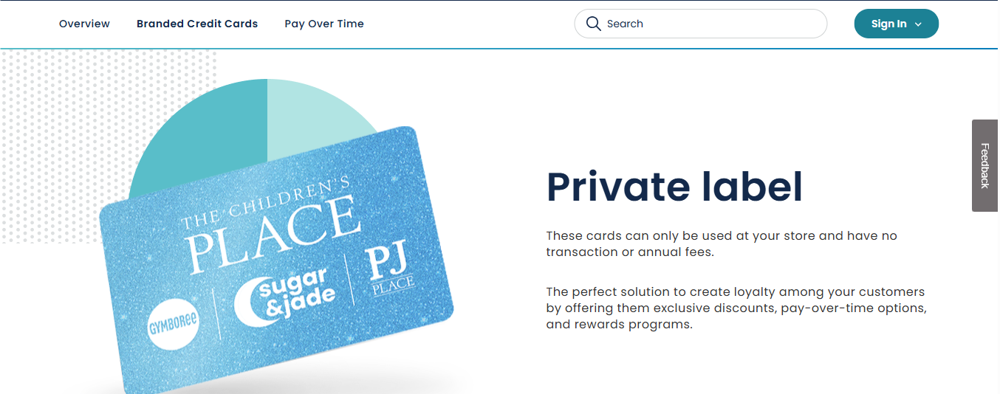 Overview Branded Credit Cards Pay Over Time Search Sign In
THE CHILDREN'S
PLACE
GYMBOREE
sugar
&jade
PJ
PLACE
Private label
These cards can only be used at your store and have no
transaction or annual fees.
The perfect solution to create loyalty among your customers
by offering them exclusive discounts, pay-over-time options,
and rewards programs.
Feedback